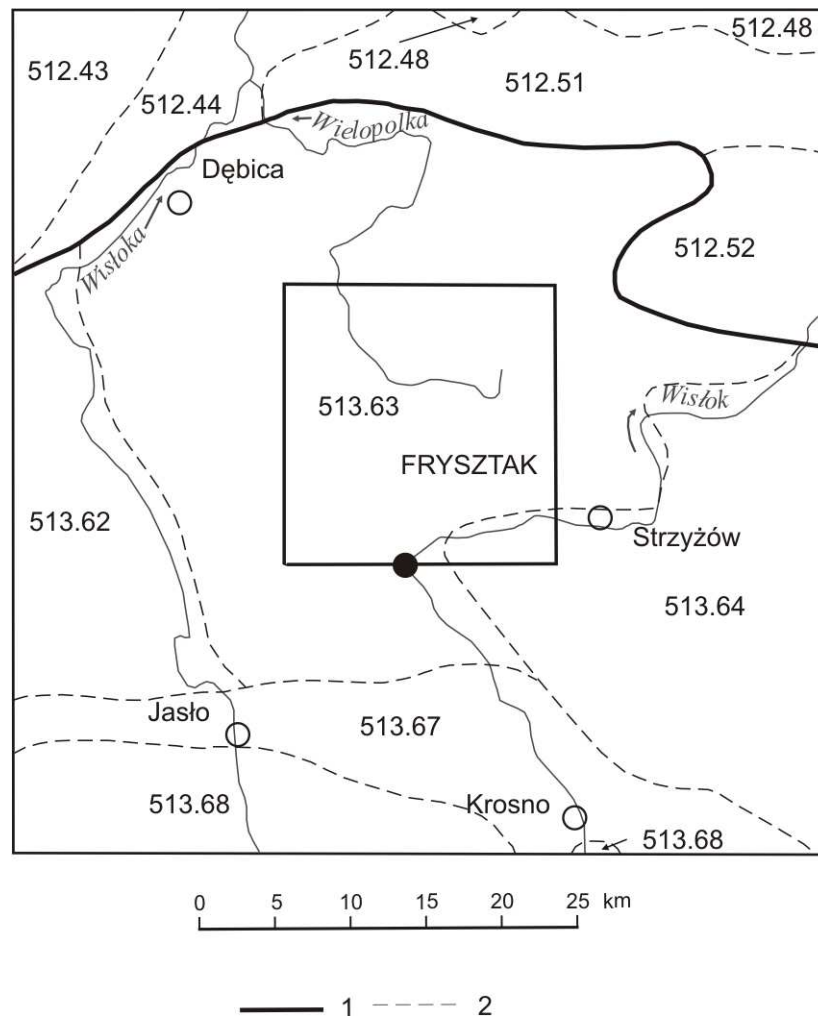 512.48
512.43
512.48
512.51
512.44
Wielopolka
Dębica
Wisłoka
512.52
513.63
Wisłok
FRYSZTAK
513.62
Strzyżów
513.64
Jasło
513.67
513.68
Krosno
513.68
0 5 10 15 20 25 km
1 2